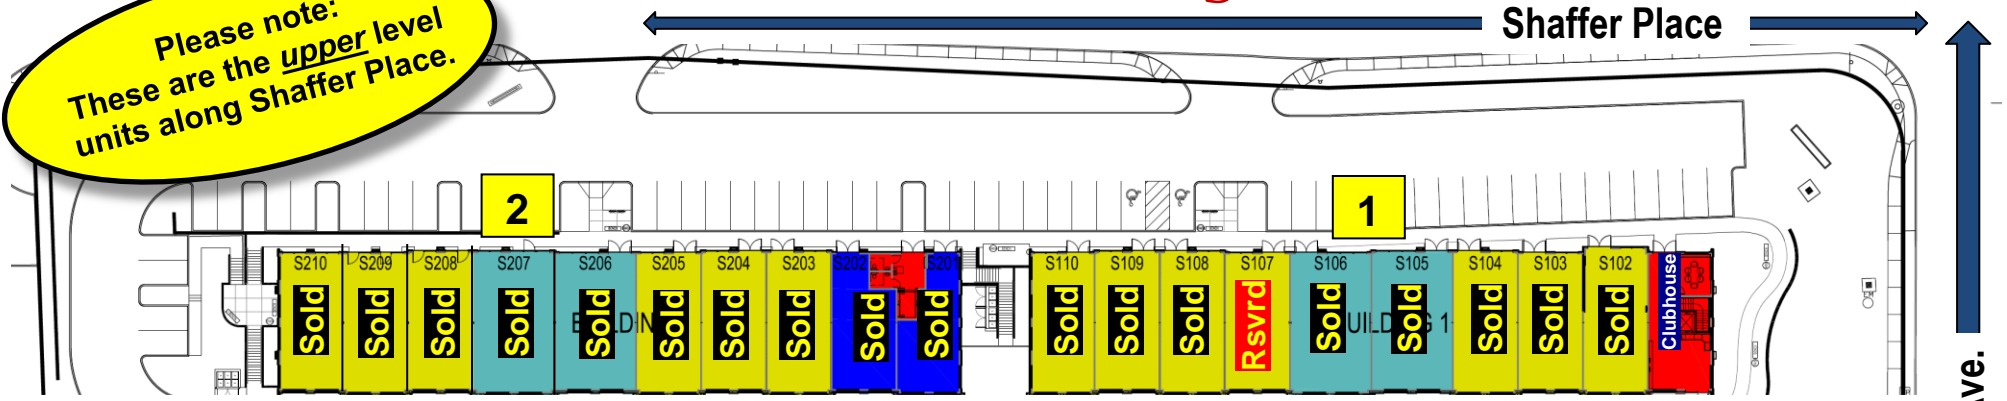 Please note:
These are the upper level
units along Shaffer Place.
Shaffer Place
2
1
S210
S209
S208
S207
S206
S205
S204
S203
S202
S201
S110
S109
S108
S107
S106
S105
S104
S103
S102
Clubhouse
Sold
Sold
Sold
Sold
Sold
Sold
Sold
Sold
Sold
Sold
Sold
Sold
Sold
Rsvrd
Sold
Sold
Sold
Sold
Sold
Ave.